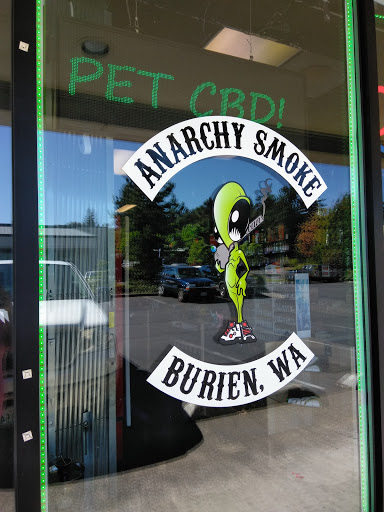 PET CBD!
ANARCHY SMOKE
BURIEN, WA